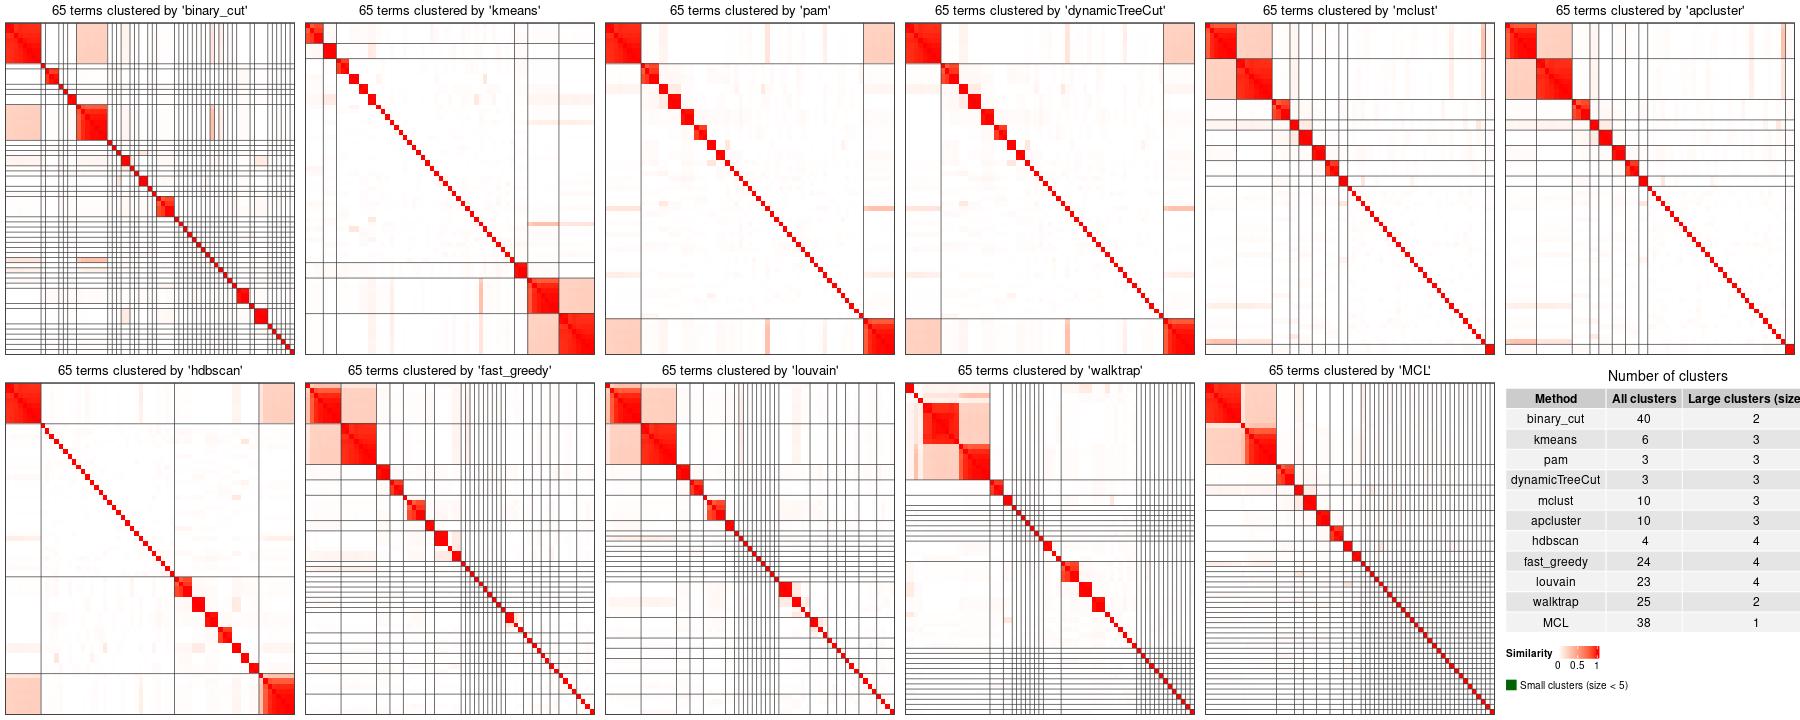 65 terms clustered by 'binary_cut'
65 terms clustered by 'kmeans'
65 terms clustered by 'pam'
65 terms clustered by 'dynamicTreeCut'
65 terms clustered by 'mclust'
65 terms clustered by 'apcluster'
65 terms clustered by 'hdbscan'
65 terms clustered by 'fast_greedy'
65 terms clustered by 'louvain'
65 terms clustered by 'walktrap'
65 terms clustered by 'MCL'
Number of clusters
Method All clusters Large clusters (size
binary_cut 40 2
kmeans 6 3
pam 3 3
dynamicTreeCut 3 3
mclust 10 3
apcluster 10 3
hdbscan 4 4
fast_greedy 24 4
louvain 23 4
walktrap 25 2
MCL 38 1
Similarity
0 0.5 1
Small clusters (size < 5)